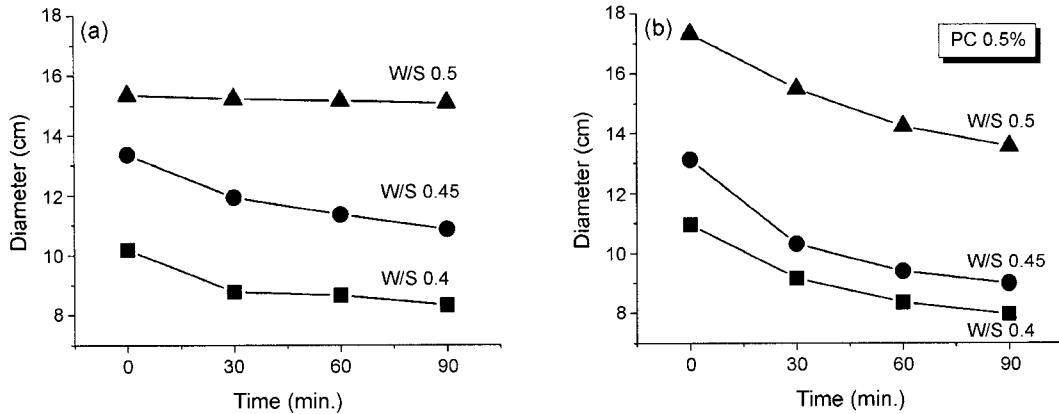 (a)
18
16
14
12
10
8
Diameter (cm)
W/S 0.5
W/S 0.45
W/S 0.4
0 30 60 90
Time (min.)
(b)
PC 0.5%
18
16
14
12
10
8
Diameter (cm)
W/S 0.5
W/S 0.45
W/S 0.4
0 30 60 90
Time (min.)